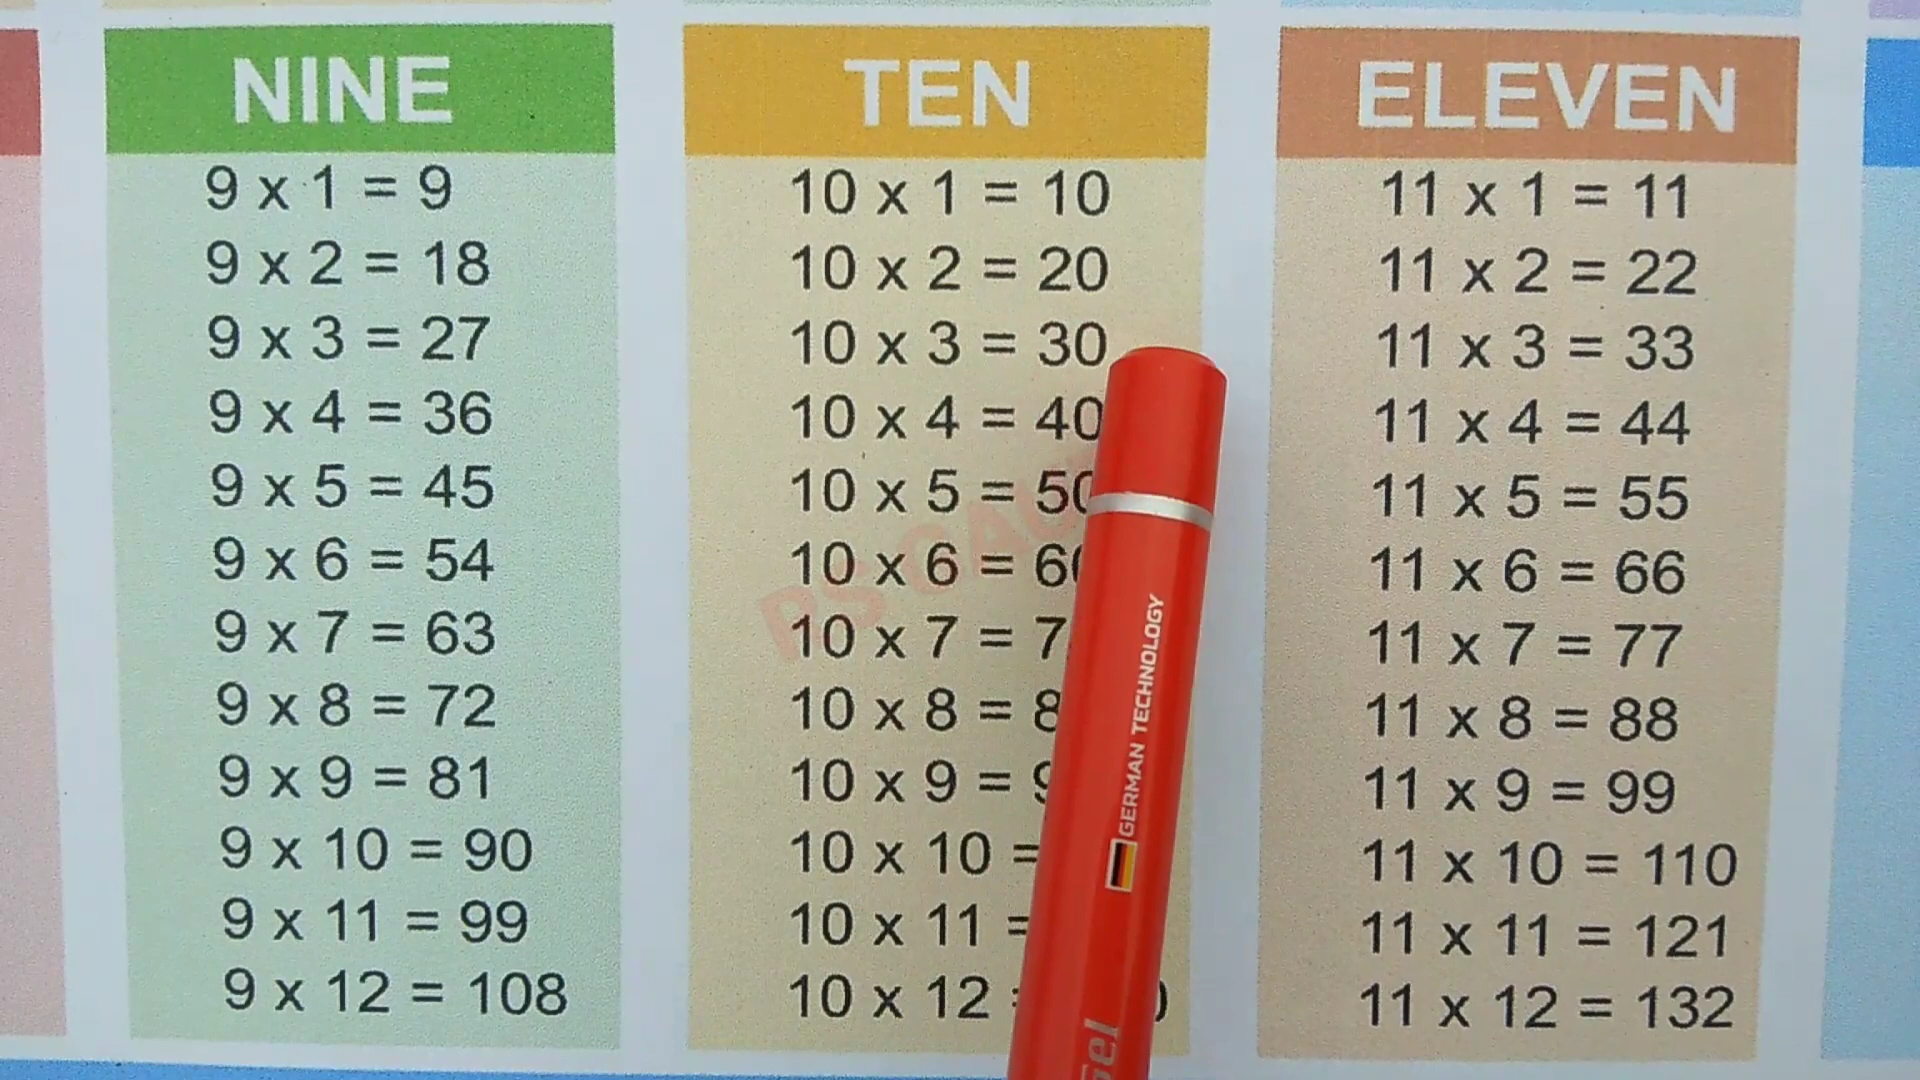 NINE
9 x 1 = 9
9 x 2 = 18
9 x 3 = 27
9 x 4 = 36
9 x 5 = 45
9 x 6 = 54
9 x 7 = 63
9 x 8 = 72
9 x 9 = 81
9 x 10 = 90
9 x 11 = 99
9 x 12 = 108
TEN
10 x 1 = 10
10 x 2 = 20
10 x 3 = 30
10 x 4 = 40
10 x 5 = 50
10 x 6 = 6
10 x 7 = 7
10 x 8 = 8
10 x 9 =
10 x 10 =
10 x 11 =
10 x 12
ELEVEN
11 x 1 = 11
11 x 2 = 22
11 x 3 = 33
11 x 4 = 44
11 x 5 = 55
11 x 6 = 66
11 x 7 = 77
11 x 8 = 88
11 x 9 = 99
11 x 10 = 110
11 x 11 = 121
11 x 12 = 132
GERMAN TECHNOLOGY